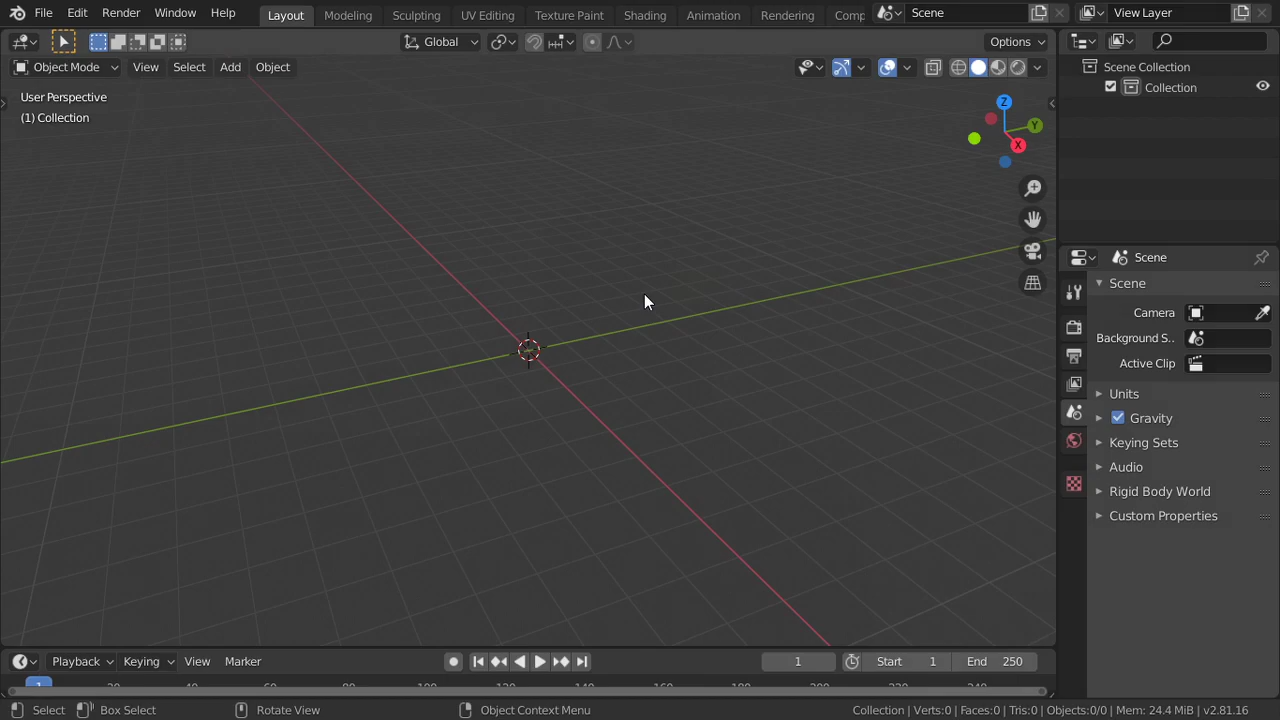 File Edit Render Window Help Layout Modeling Sculpting UV Editing Texture Paint Shading Animation Rendering Comp Scene View Layer
Global Options
Object Mode View Select Add Object
User Perspective
(1) Collection
Z
Y
X
Scene Collection
Collection
Scene
Scene
Camera
Background S..
Active Clip
Units
Gravity
Keying Sets
Audio
Rigid Body World
Custom Properties
Playback Keying View Marker 1 Start 1 End 250
1
Select Box Select Rotate View Object Context Menu Collection | Verts:0 | Faces:0 | Tris:0 | Objects:0/0 | Mem: 24.4 MiB | v2.81.16